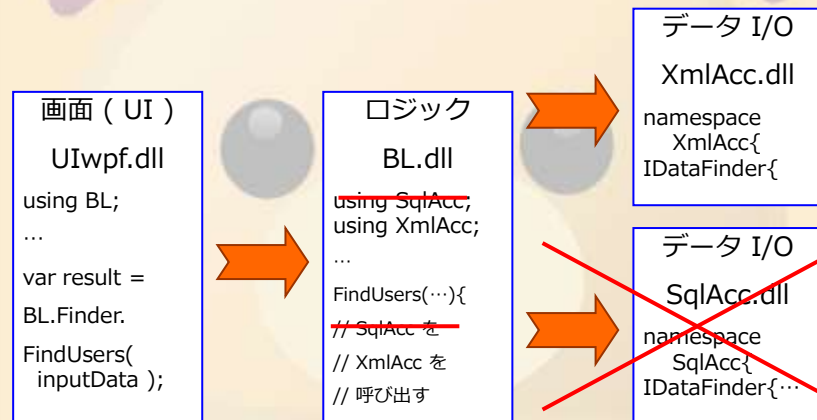 画面 ( UI )
UIwpf.dll
using BL;
…
var result =
BL.Finder.
FindUsers(
inputData );
ロジック
BL.dll
using SqlAcc;
using XmlAcc;
…
FindUsers(…){
// SqlAcc を
// XmlAcc を
// 呼び出す
データ I/O
XmlAcc.dll
namespace
XmlAcc{
IDataFinder{
データ I/O
SqlAcc.dll
namespace
SqlAcc{
IDataFinder{…